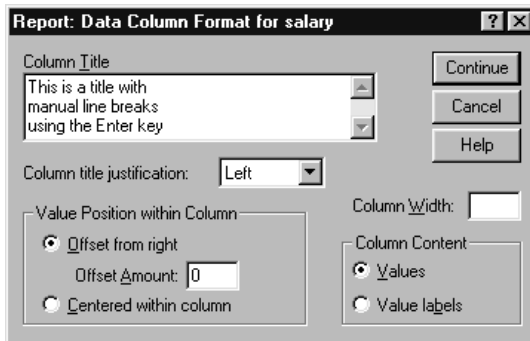 Report: Data Column Format for salary
Column Title
This is a title with
manual line breaks
using the Enter key
Continue
Cancel
Help
Column title justification: Left
Column Width:
Value Position within Column
Offset from right
Offset Amount: 0
Centered within column
Column Content
Values
Value labels